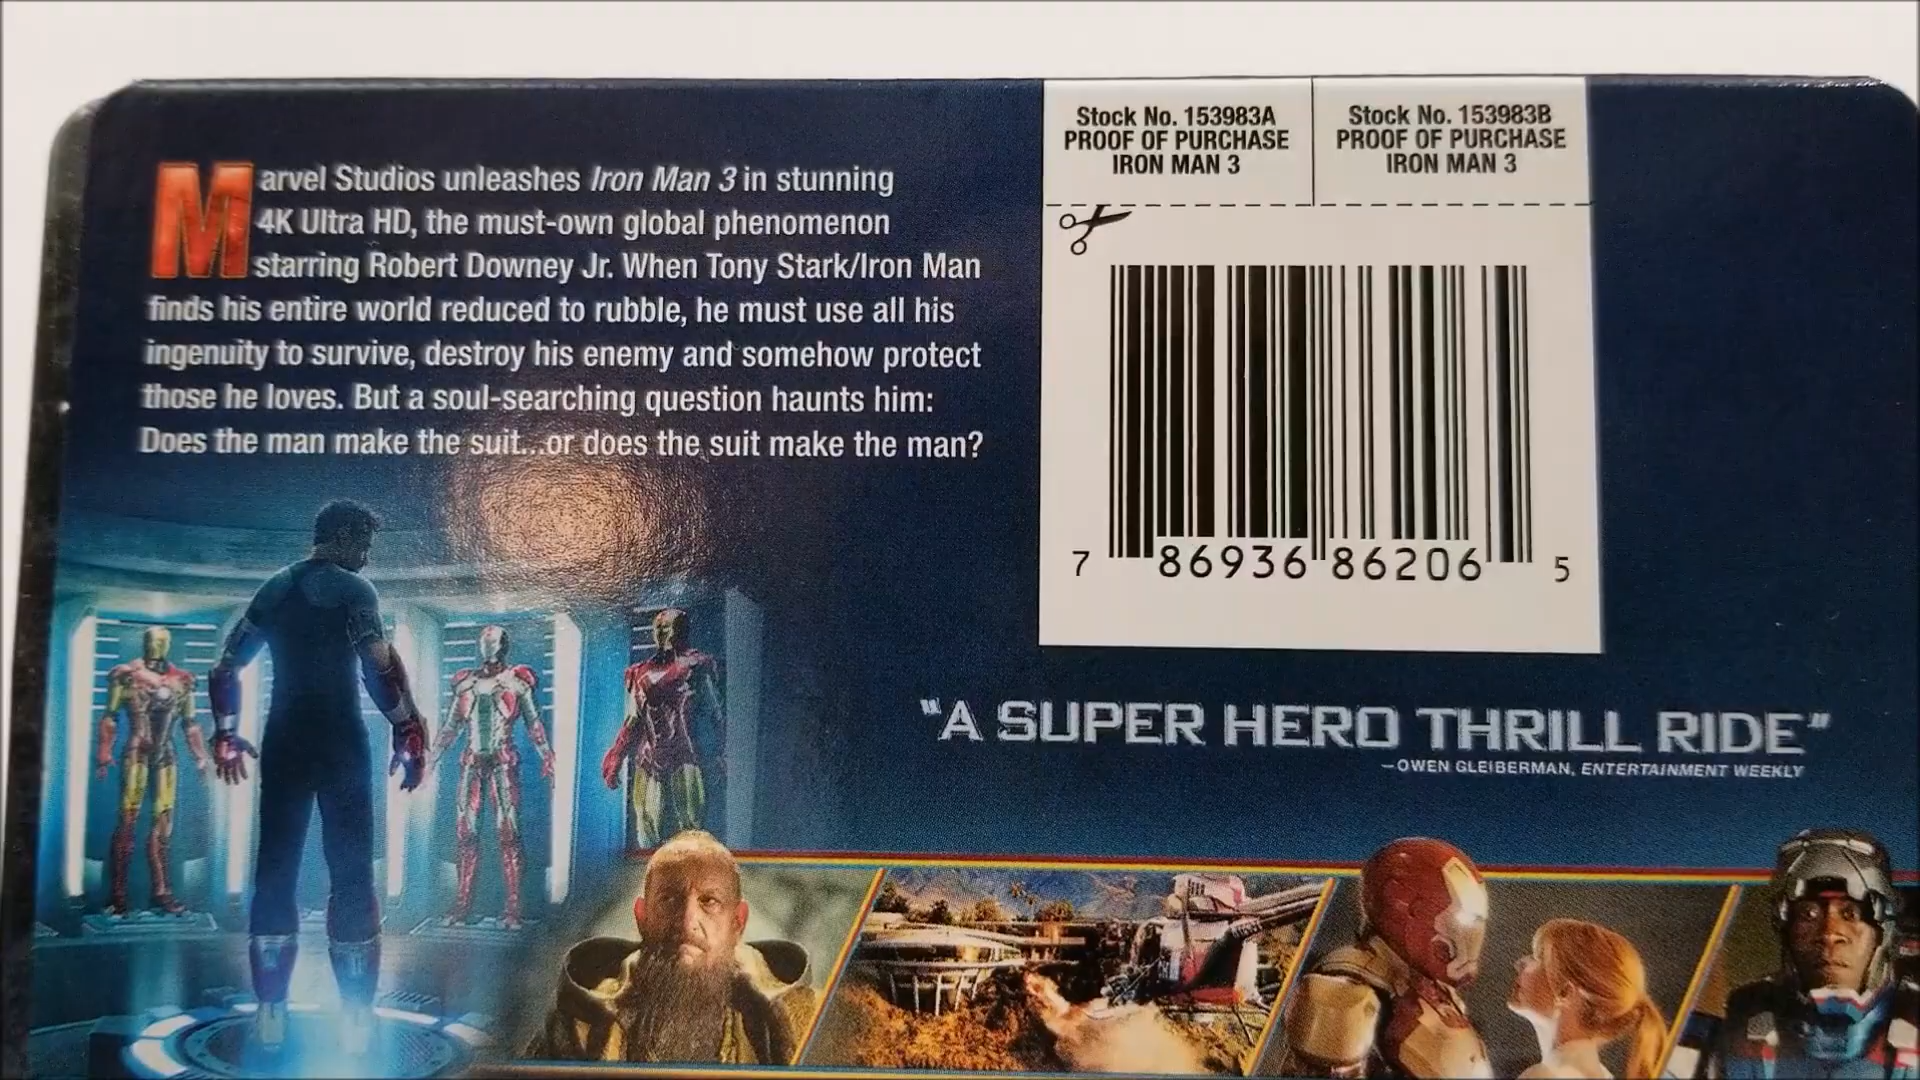 Marvel Studios unleashes Iron Man 3 in stunning
4K Ultra HD, the must-own global phenomenon
starring Robert Downey Jr. When Tony Stark/Iron Man
finds his entire world reduced to rubble, he must use all his
ingenuity to survive, destroy his enemy and somehow protect
those he loves. But a soul-searching question haunts him:
Does the man make the suit...or does the suit make the man?
Stock No. 153983A
PROOF OF PURCHASE
IRON MAN 3
Stock No. 153983B
PROOF OF PURCHASE
IRON MAN 3
7 86936 86206 5
"A SUPER HERO THRILL RIDE"
–OWEN GLEIBERMAN, ENTERTAINMENT WEEKLY